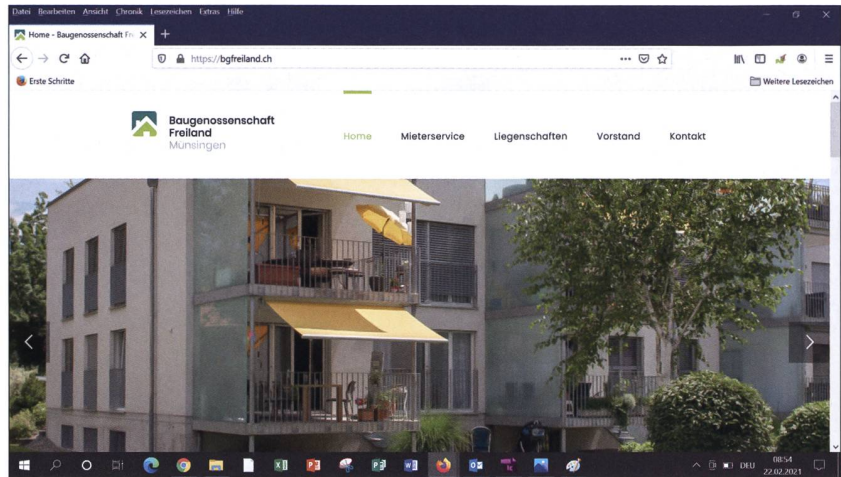 Datei Bearbeiten Ansicht Chronik Lesezeichen Extras Hilfe
Home – Baugenossenschaft Fre X +
https://bgfreiland.ch
Erste Schritte Weitere Lesezeichen
Baugenossenschaft
Freiland
Münsingen
Home Mieterservice Liegenschaften Vorstand Kontakt
DEU 08:54
22.02.2021